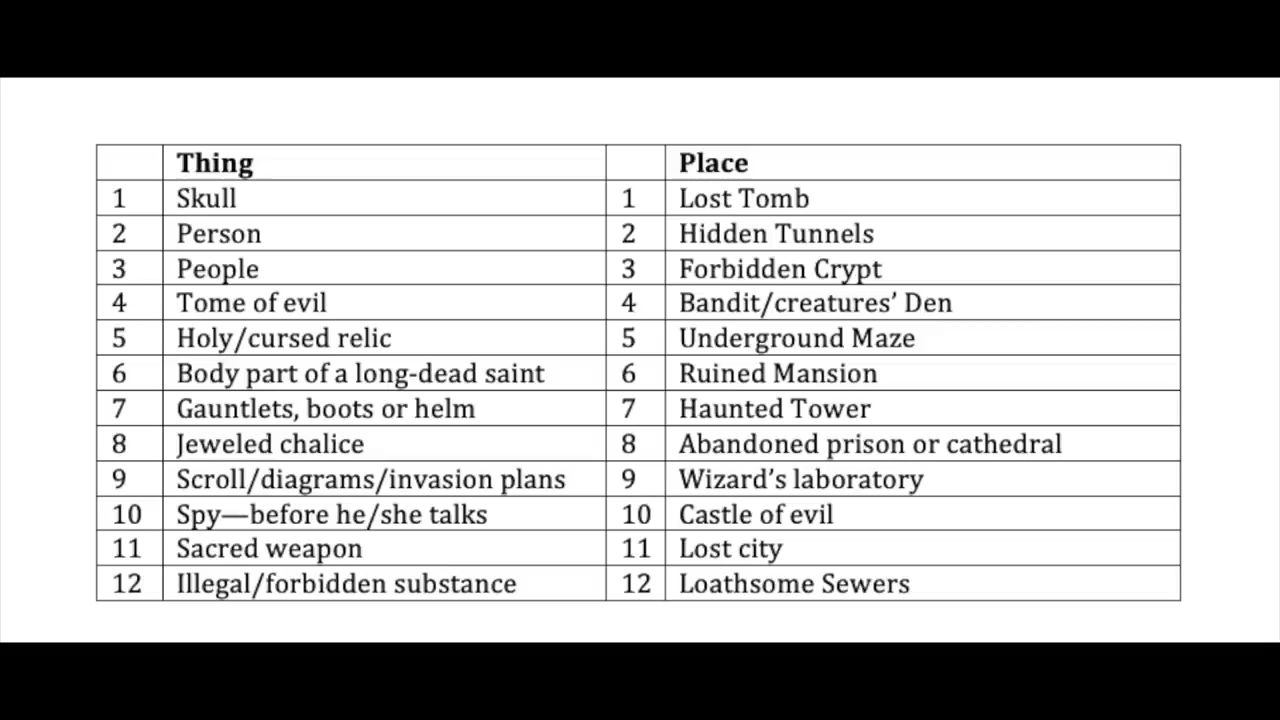 Thing Place
1 Skull 1 Lost Tomb
2 Person 2 Hidden Tunnels
3 People 3 Forbidden Crypt
4 Tome of evil 4 Bandit/creatures’ Den
5 Holy/cursed relic 5 Underground Maze
6 Body part of a long-dead saint 6 Ruined Mansion
7 Gauntlets, boots or helm 7 Haunted Tower
8 Jeweled chalice 8 Abandoned prison or cathedral
9 Scroll/diagrams/invasion plans 9 Wizard’s laboratory
10 Spy—before he/she talks 10 Castle of evil
11 Sacred weapon 11 Lost city
12 Illegal/forbidden substance 12 Loathsome Sewers